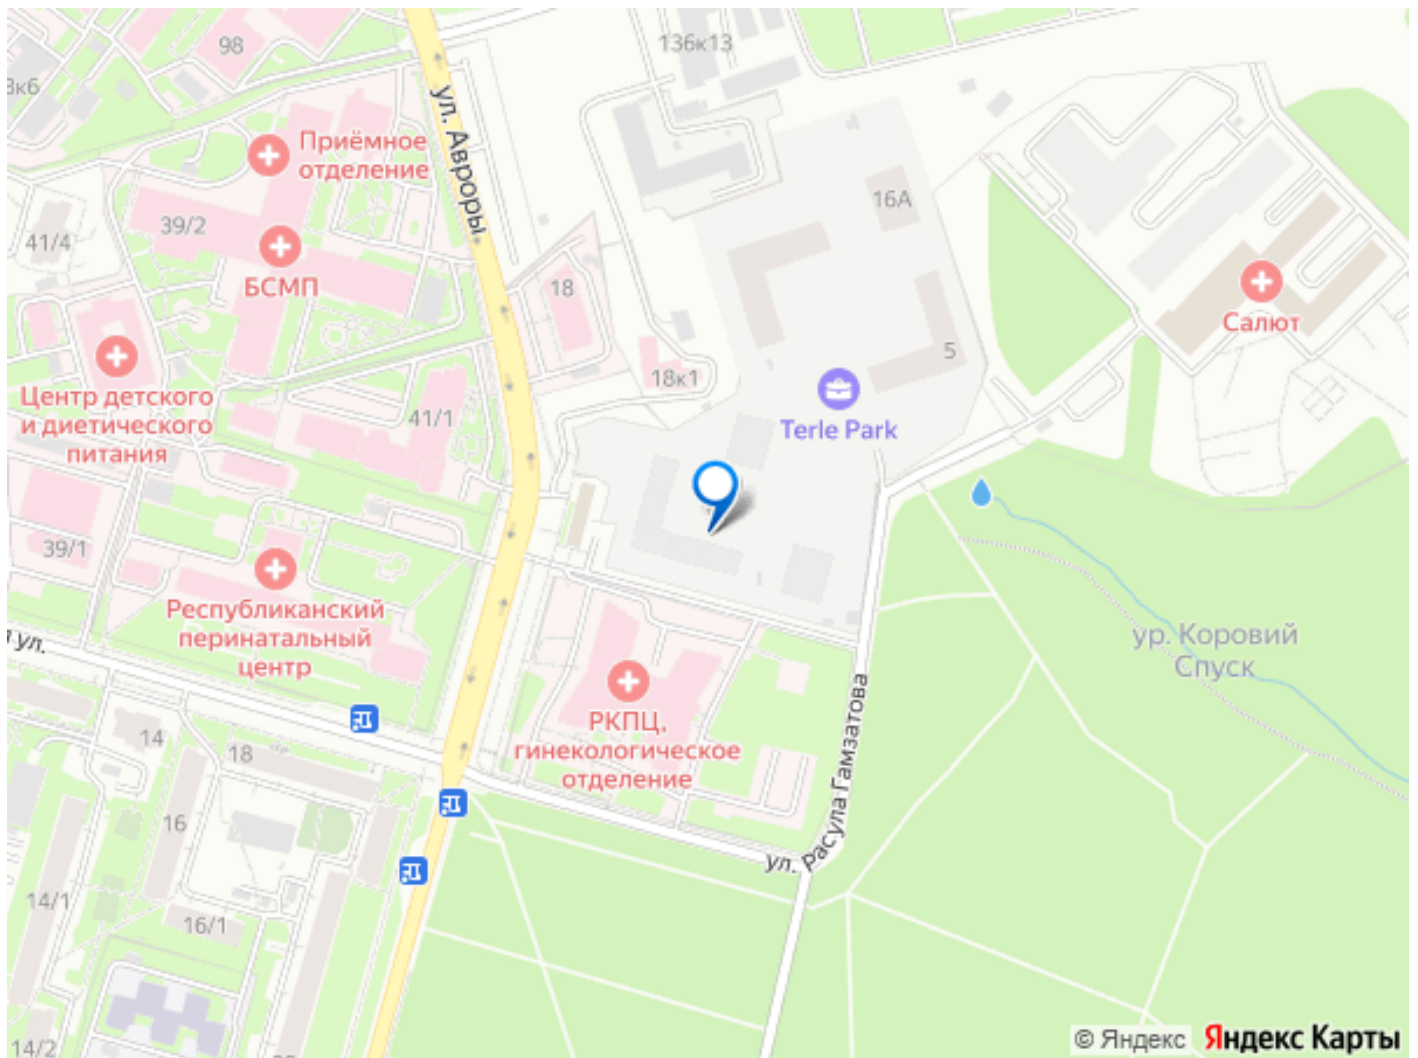 98
136к13
3к6
ул. Авроры
Приёмное
отделение
16А
39/2
41/4
БСМП
18
Салют
5
18к1
Центр детского
и диетического
питания
41/1
Terle Park
39/1
Республиканский
перинатальный
центр
ур. Коровий
Спуск
я ул.
РКПЦ,
гинекологическое
отделение
14
18
16
ул. Расула Гамзатова
14/1
16/1
14/2
© Яндекс
Яндекс Карты